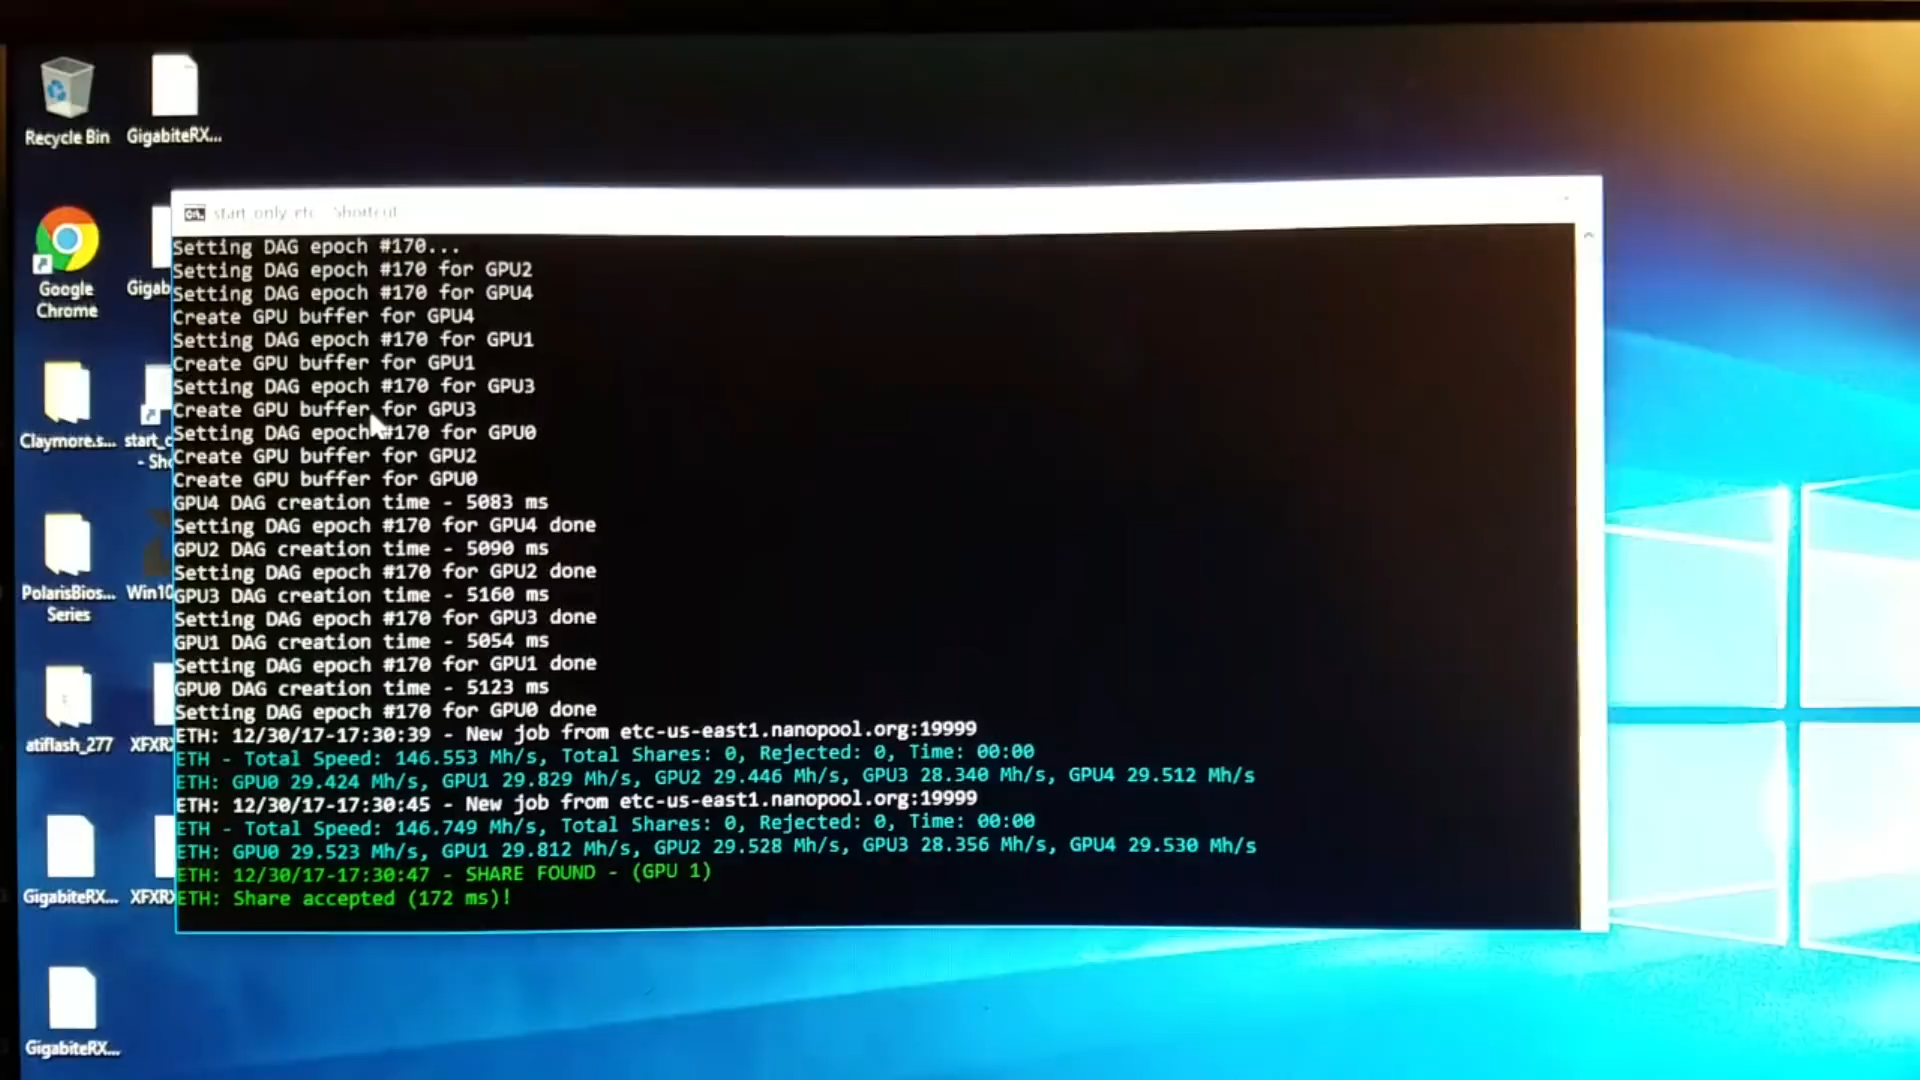 Recycle Bin
GigabiteRX...
Google
Chrome
Gigab
Claymore.s...
start_c
- Sho
PolarisBios...
Series
Win10
atiflash_277
XFXRX
GigabiteRX...
XFXRX
GigabiteRX...
start_only_etc - Shortcut
Setting DAG epoch #170...
Setting DAG epoch #170 for GPU2
Setting DAG epoch #170 for GPU4
Create GPU buffer for GPU4
Setting DAG epoch #170 for GPU1
Create GPU buffer for GPU1
Setting DAG epoch #170 for GPU3
Create GPU buffer for GPU3
Setting DAG epoch #170 for GPU0
Create GPU buffer for GPU2
Create GPU buffer for GPU0
GPU4 DAG creation time - 5083 ms
Setting DAG epoch #170 for GPU4 done
GPU2 DAG creation time - 5090 ms
Setting DAG epoch #170 for GPU2 done
GPU3 DAG creation time - 5160 ms
Setting DAG epoch #170 for GPU3 done
GPU1 DAG creation time - 5054 ms
Setting DAG epoch #170 for GPU1 done
GPU0 DAG creation time - 5123 ms
Setting DAG epoch #170 for GPU0 done
ETH: 12/30/17-17:30:39 - New job from etc-us-east1.nanopool.org:19999
ETH - Total Speed: 146.553 Mh/s, Total Shares: 0, Rejected: 0, Time: 00:00
ETH: GPU0 29.424 Mh/s, GPU1 29.829 Mh/s, GPU2 29.446 Mh/s, GPU3 28.340 Mh/s, GPU4 29.512 Mh/s
ETH: 12/30/17-17:30:45 - New job from etc-us-east1.nanopool.org:19999
ETH - Total Speed: 146.749 Mh/s, Total Shares: 0, Rejected: 0, Time: 00:00
ETH: GPU0 29.523 Mh/s, GPU1 29.812 Mh/s, GPU2 29.528 Mh/s, GPU3 28.356 Mh/s, GPU4 29.530 Mh/s
ETH: 12/30/17-17:30:47 - SHARE FOUND - (GPU 1)
ETH: Share accepted (172 ms)!